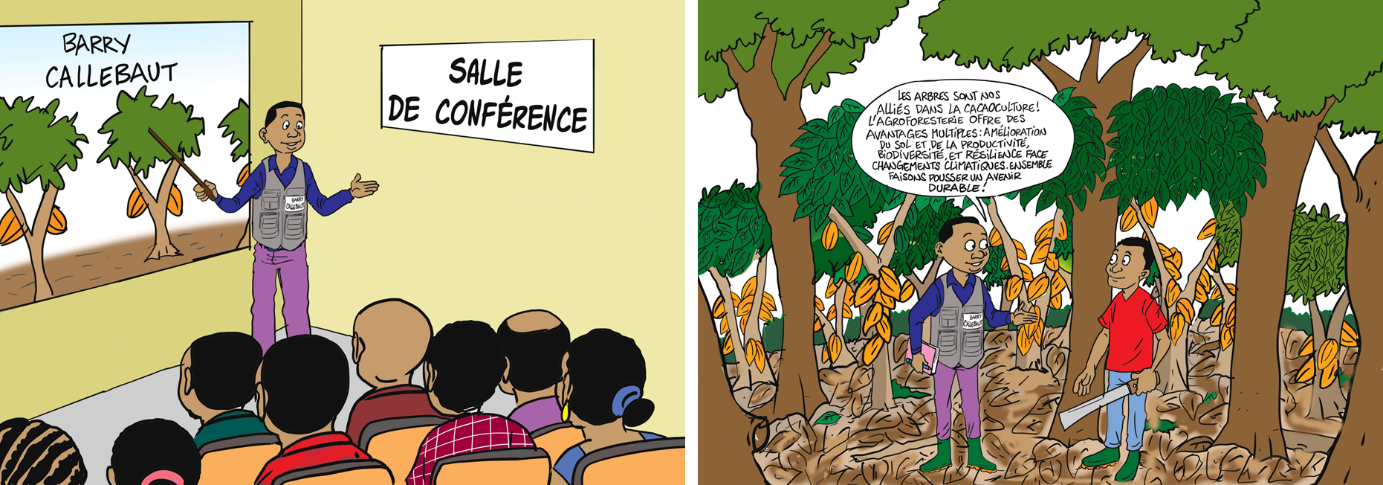 BARRY
CALLEBAUT
SALLE
DE CONFÉRENCE
BARRY
CALLEBAUT
LES ARBRES SONT NOS
ALLIÉS DANS LA CACAOCULTURE!
L'AGROFORESTERIE OFFRE DES
AVANTAGES MULTIPLES: AMÉLIORATION
DU SOL ET DE LA PRODUCTIVITÉ,
BIODIVERSITÉ, ET RÉSILIENCE FACE
CHANGEMENTS CLIMATIQUES. ENSEMBLE
FAISONS POUSSER UN AVENIR
DURABLE!
BARRY
CALLEBAUT